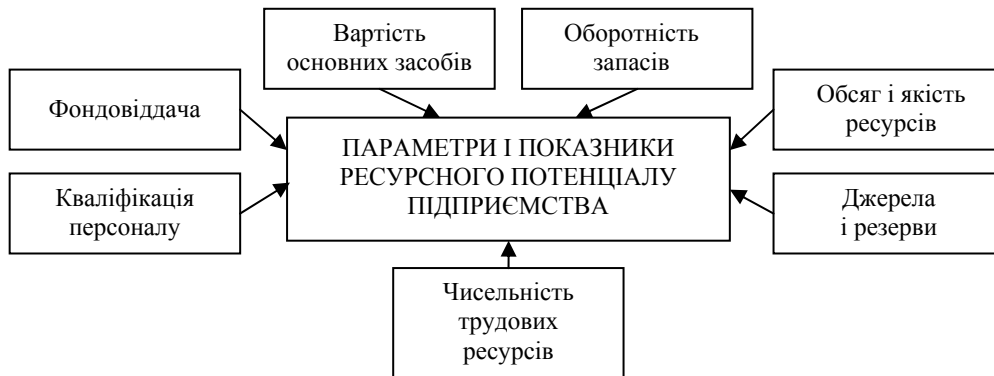 Вартість
основних засобів
Оборотність
запасів
Фондовіддача
Обсяг і якість
ресурсів
ПАРАМЕТРИ І ПОКАЗНИКИ
РЕСУРСНОГО ПОТЕНЦІАЛУ
ПІДПРИЄМСТВА
Кваліфікація
персоналу
Джерела
і резерви
Чисельність
трудових
ресурсів